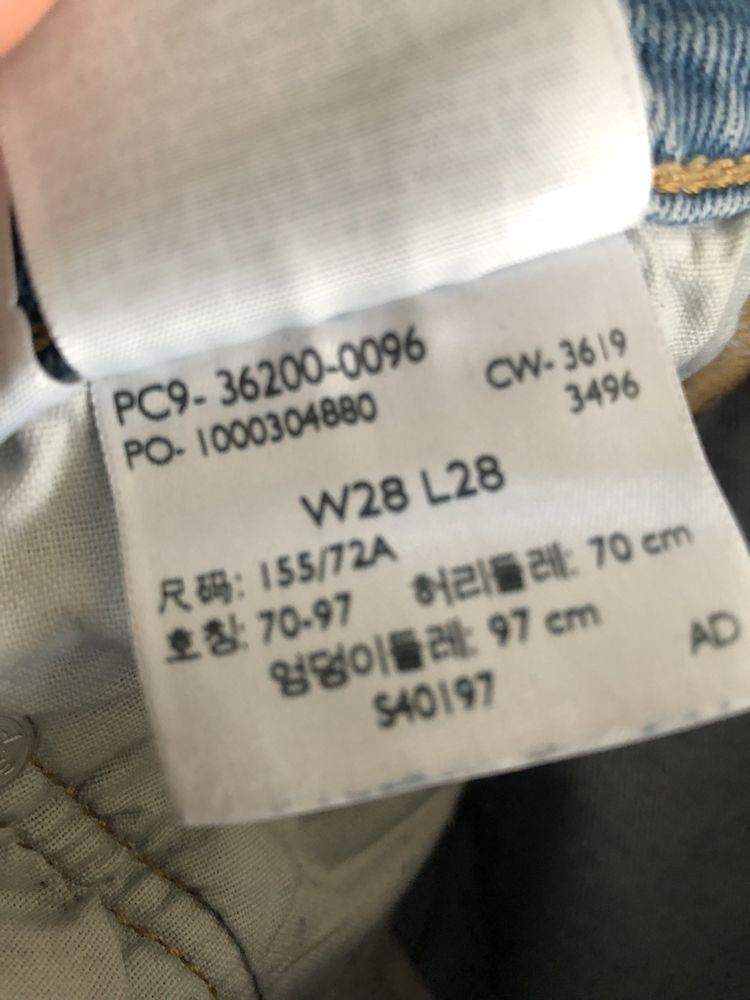 PC9- 36200-0096
CW- 3619
PO- 1000304880
3496
W28 L28
尺码: 155/72A
허리둘레: 70 cm
호칭: 70-97
엉덩이둘레: 97 cm
AD
S40197